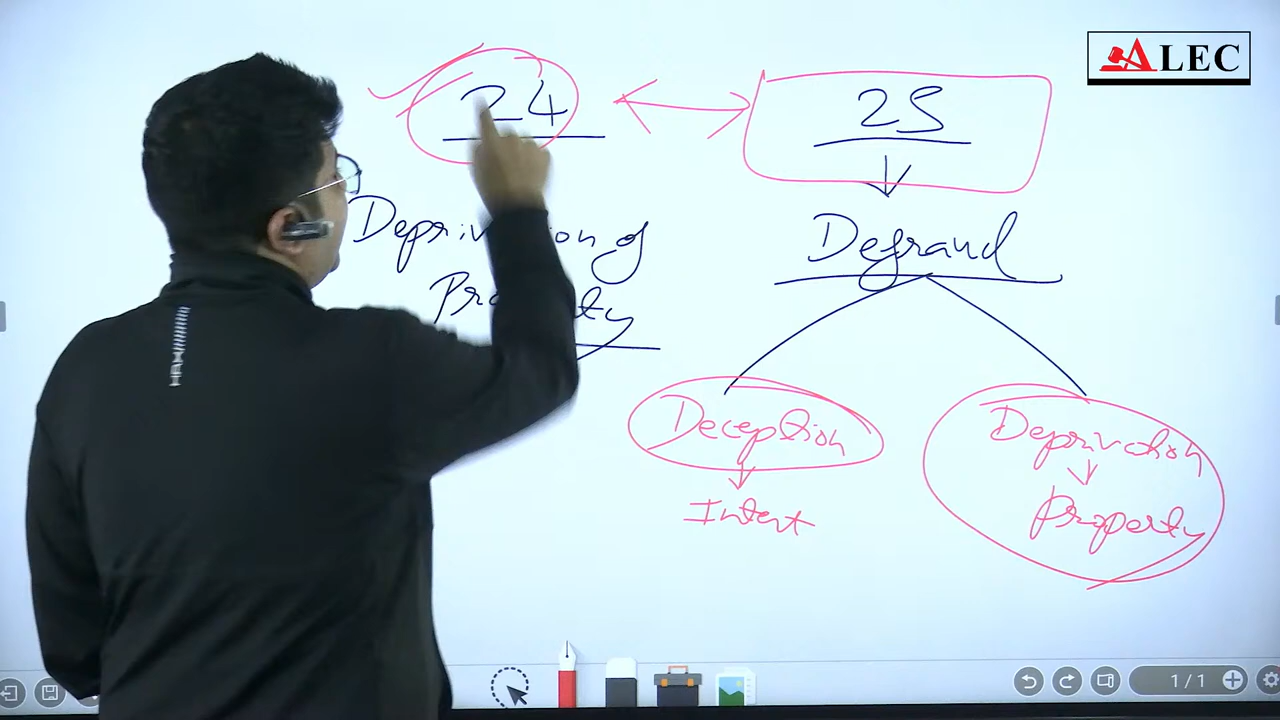 ALEC
24
25
Deprivation of
Property
Defraud
Deception
Intent
Deprivation
Property
1/1